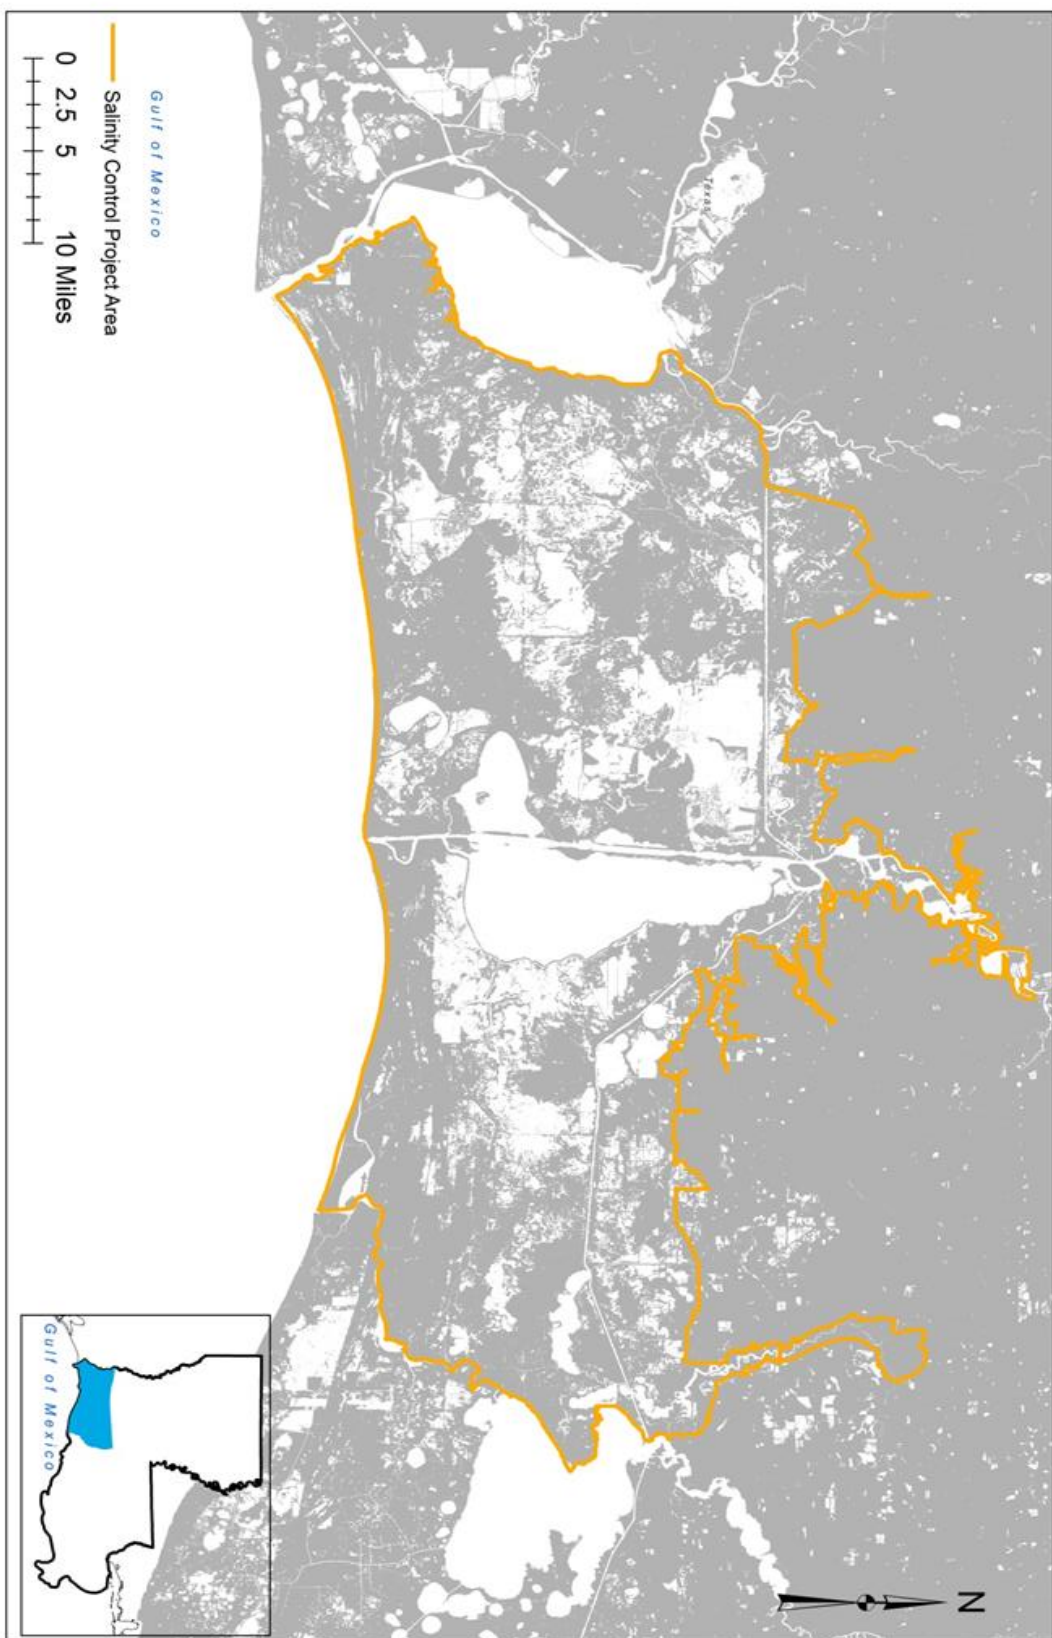 N
Texas
Gulf of Mexico
Salinity Control Project Area
0 2.5 5 10 Miles
Gulf of Mexico